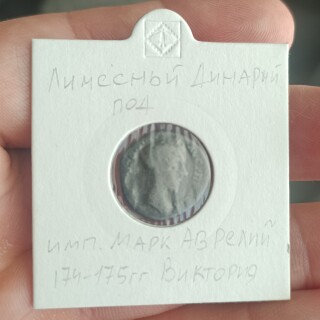 Лимесный Динарий
под
имп. Марк Аврелий
174-175гг Виктория